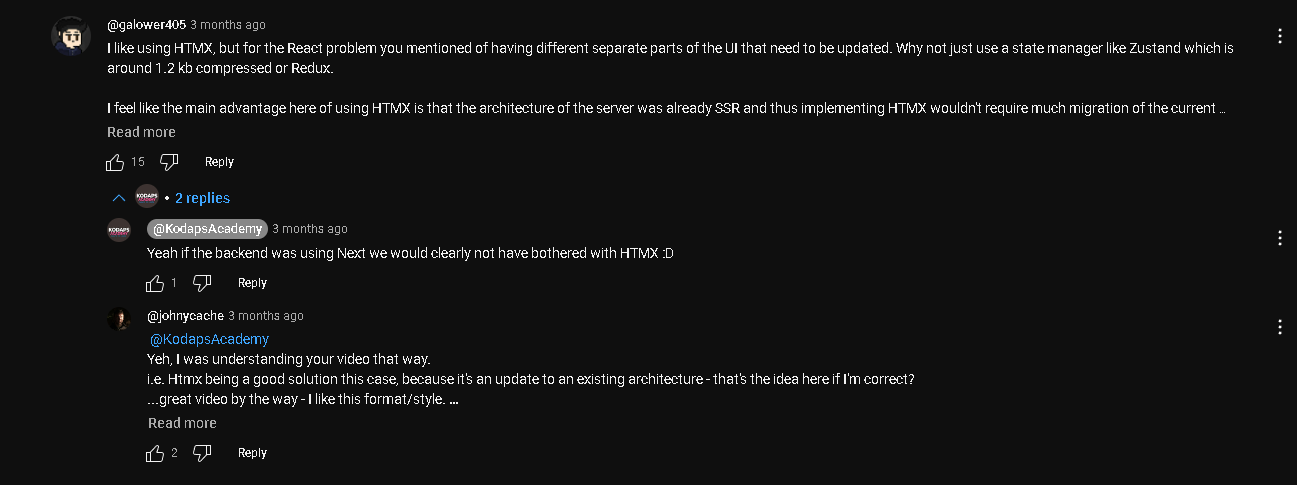 @galower405 3 months ago
I like using HTMX, but for the React problem you mentioned of having different separate parts of the UI that need to be updated. Why not just use a state manager like Zustand which is
around 1.2 kb compressed or Redux.
I feel like the main advantage here of using HTMX is that the architecture of the server was already SSR and thus implementing HTMX wouldn't require much migration of the current ...
Read more
15 Reply
KODAPS • 2 replies
KODAPS @KodapsAcademy 3 months ago
Yeah if the backend was using Next we would clearly not have bothered with HTMX :D
1 Reply
@johnycache 3 months ago
@KodapsAcademy
Yeh, I was understanding your video that way.
i.e. Htmx being a good solution this case, because it's an update to an existing architecture - that's the idea here if I'm correct?
...great video by the way - I like this format/style. ...
Read more
2 Reply